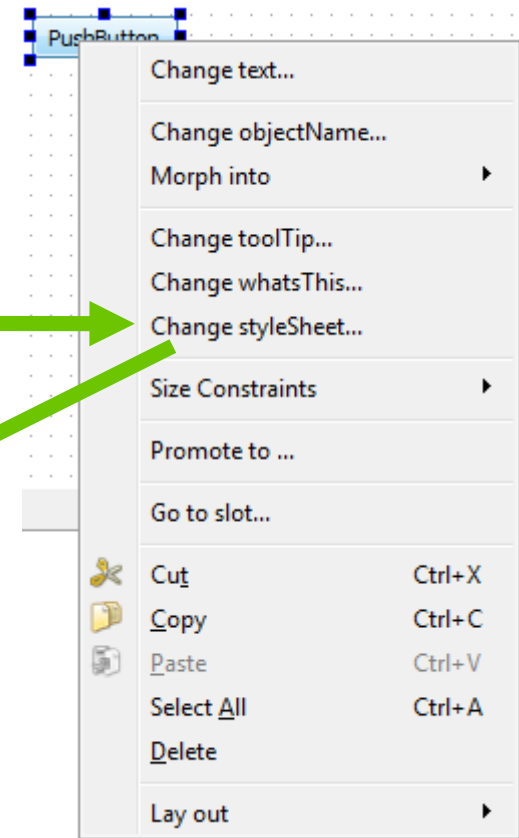 PushButton
Change text...
Change objectName...
Morph into
Change toolTip...
Change whatsThis...
Change styleSheet...
Size Constraints
Promote to ...
Go to slot...
Cut Ctrl+X
Copy Ctrl+C
Paste Ctrl+V
Select All Ctrl+A
Delete
Lay out